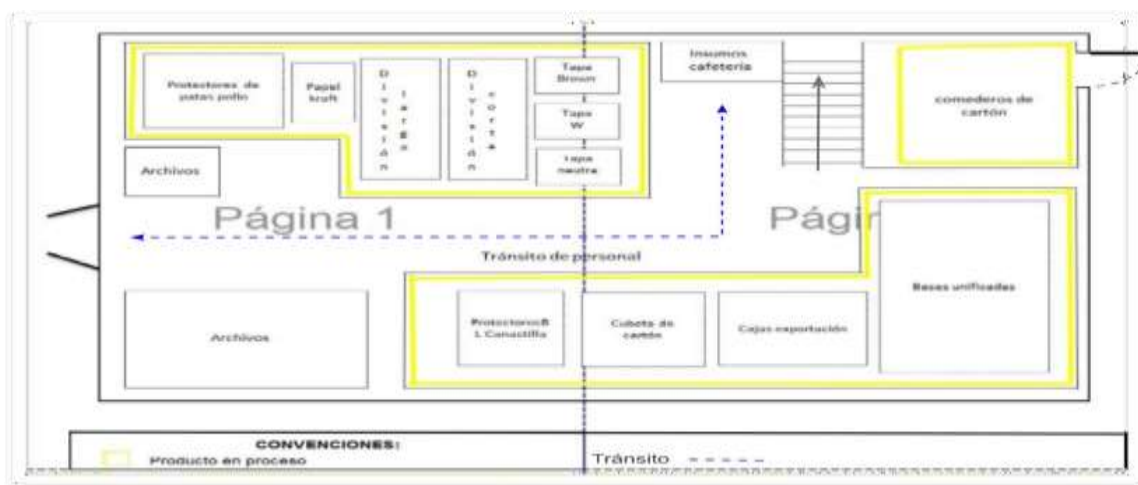 Protectores de
patas pollo
Papel
kraft
División
larga
División
corta
Tapa
Brown
Tapa
W
Tapa
neutra
Insumos
cafetería
comederos de
cartón
Archivos
Página 1
Págin
Tránsito de personal
Bases unificadas
Archivos
ProtectoresB
L Canastilla
Cubeta de
cartón
Cajas exportación
CONVENCIONES:
Producto en proceso
Tránsito